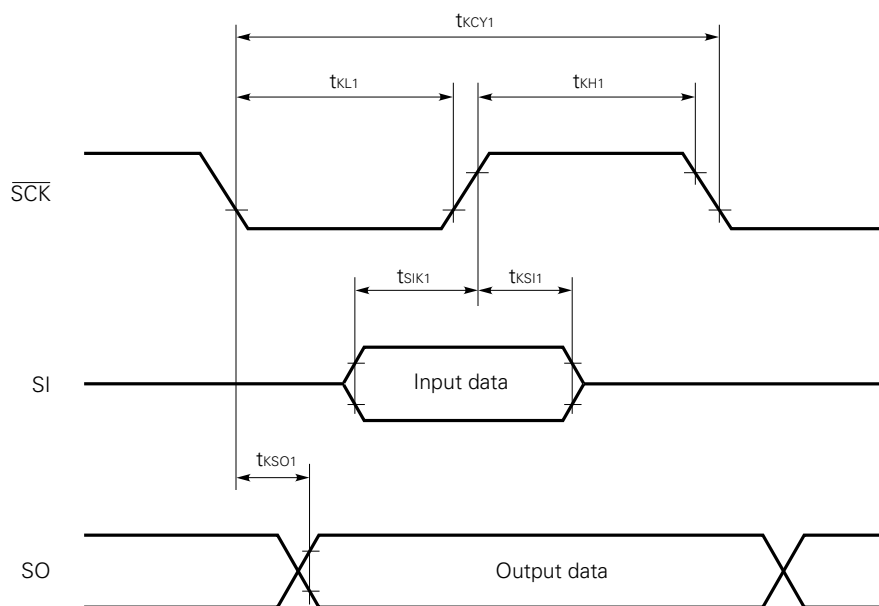 tKCY1
tKL1 tKH1
SCK
tSIK1 tKSI1
SI Input data
tKSO1
SO Output data